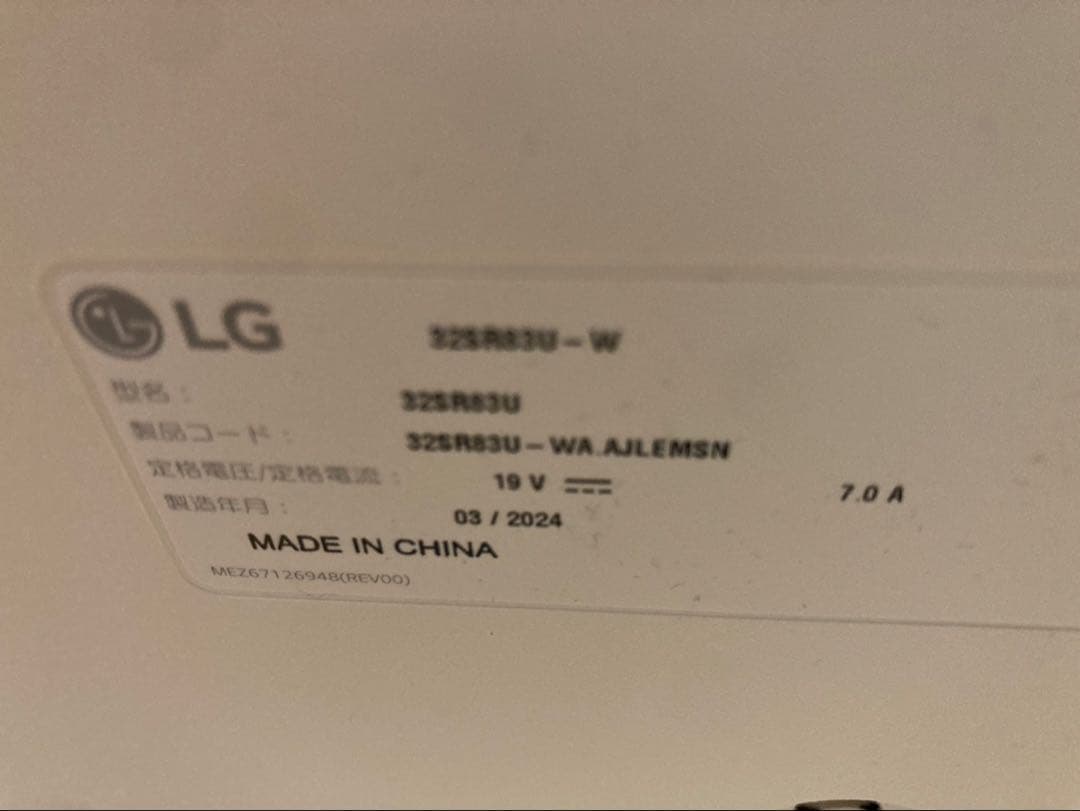 LG 32SR83U-W
型名： 32SR83U
製品コード： 32SR83U-WA.AJLEMSN
定格電圧/定格電流： 19 V ⎓ 7.0 A
製造年月： 03 / 2024
MADE IN CHINA
MEZ67126948(REV00)